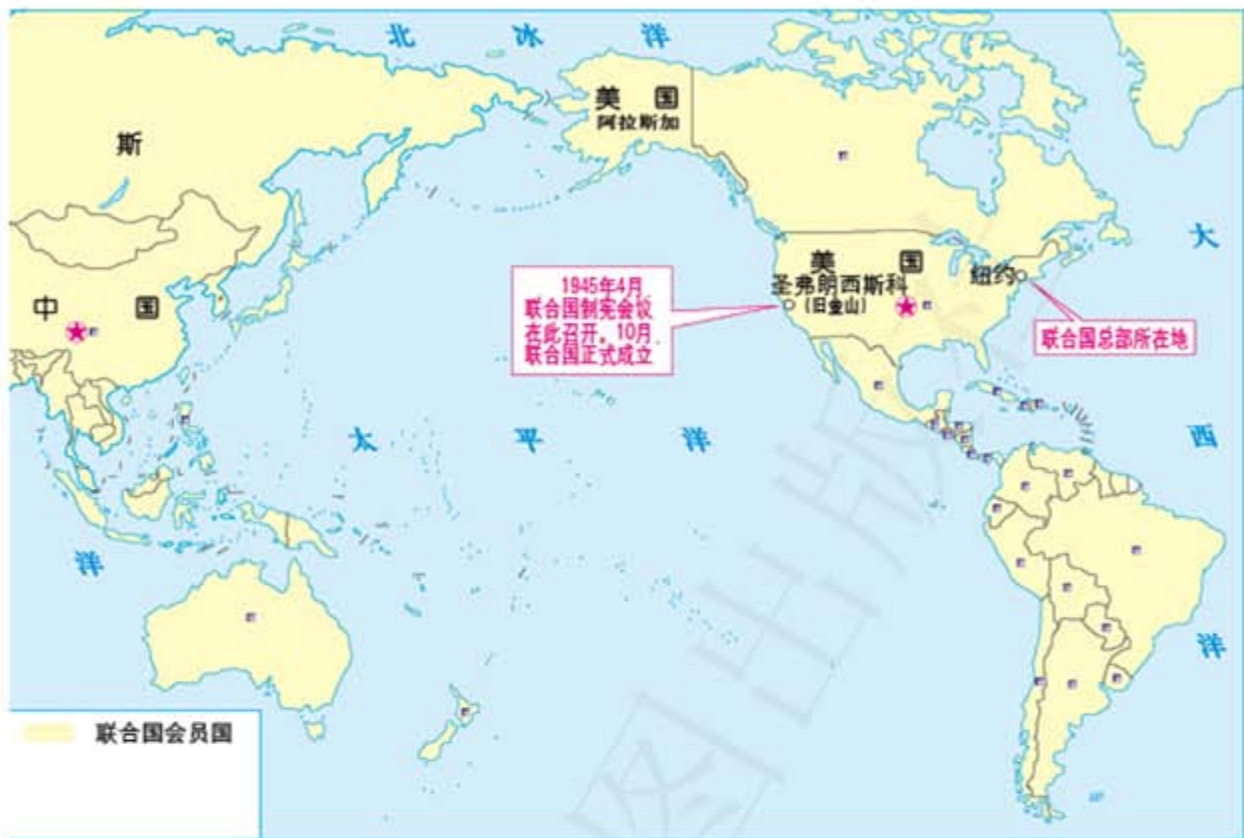 北冰洋
美国
阿拉斯加
斯
大
美国
圣弗朗西斯科
(旧金山)
纽约
1945年4月
联合国制宪会议
在此召开。10月
联合国正式成立
中国
联合国总部所在地
太平洋
西
洋
洋
联合国会员国
图出版